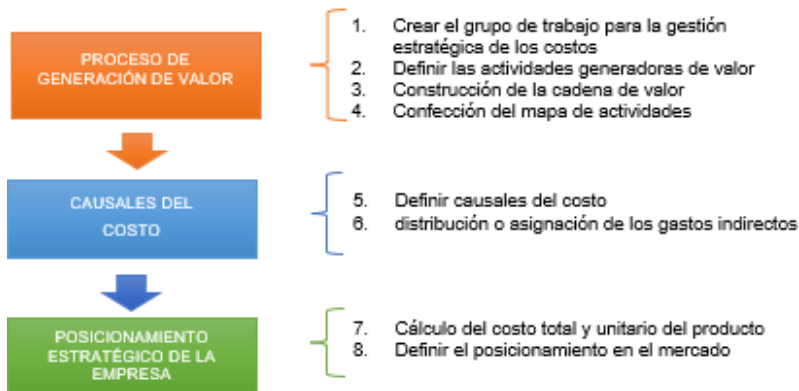 PROCESO DE
GENERACIÓN DE VALOR
1. Crear el grupo de trabajo para la gestión
estratégica de los costos
2. Definir las actividades generadoras de valor
3. Construcción de la cadena de valor
4. Confección del mapa de actividades
CAUSALES DEL
COSTO
5. Definir causales del costo
6. distribución o asignación de los gastos indirectos
POSICIONAMIENTO
ESTRATÉGICO DE LA
EMPRESA
7. Cálculo del costo total y unitario del producto
8. Definir el posicionamiento en el mercado